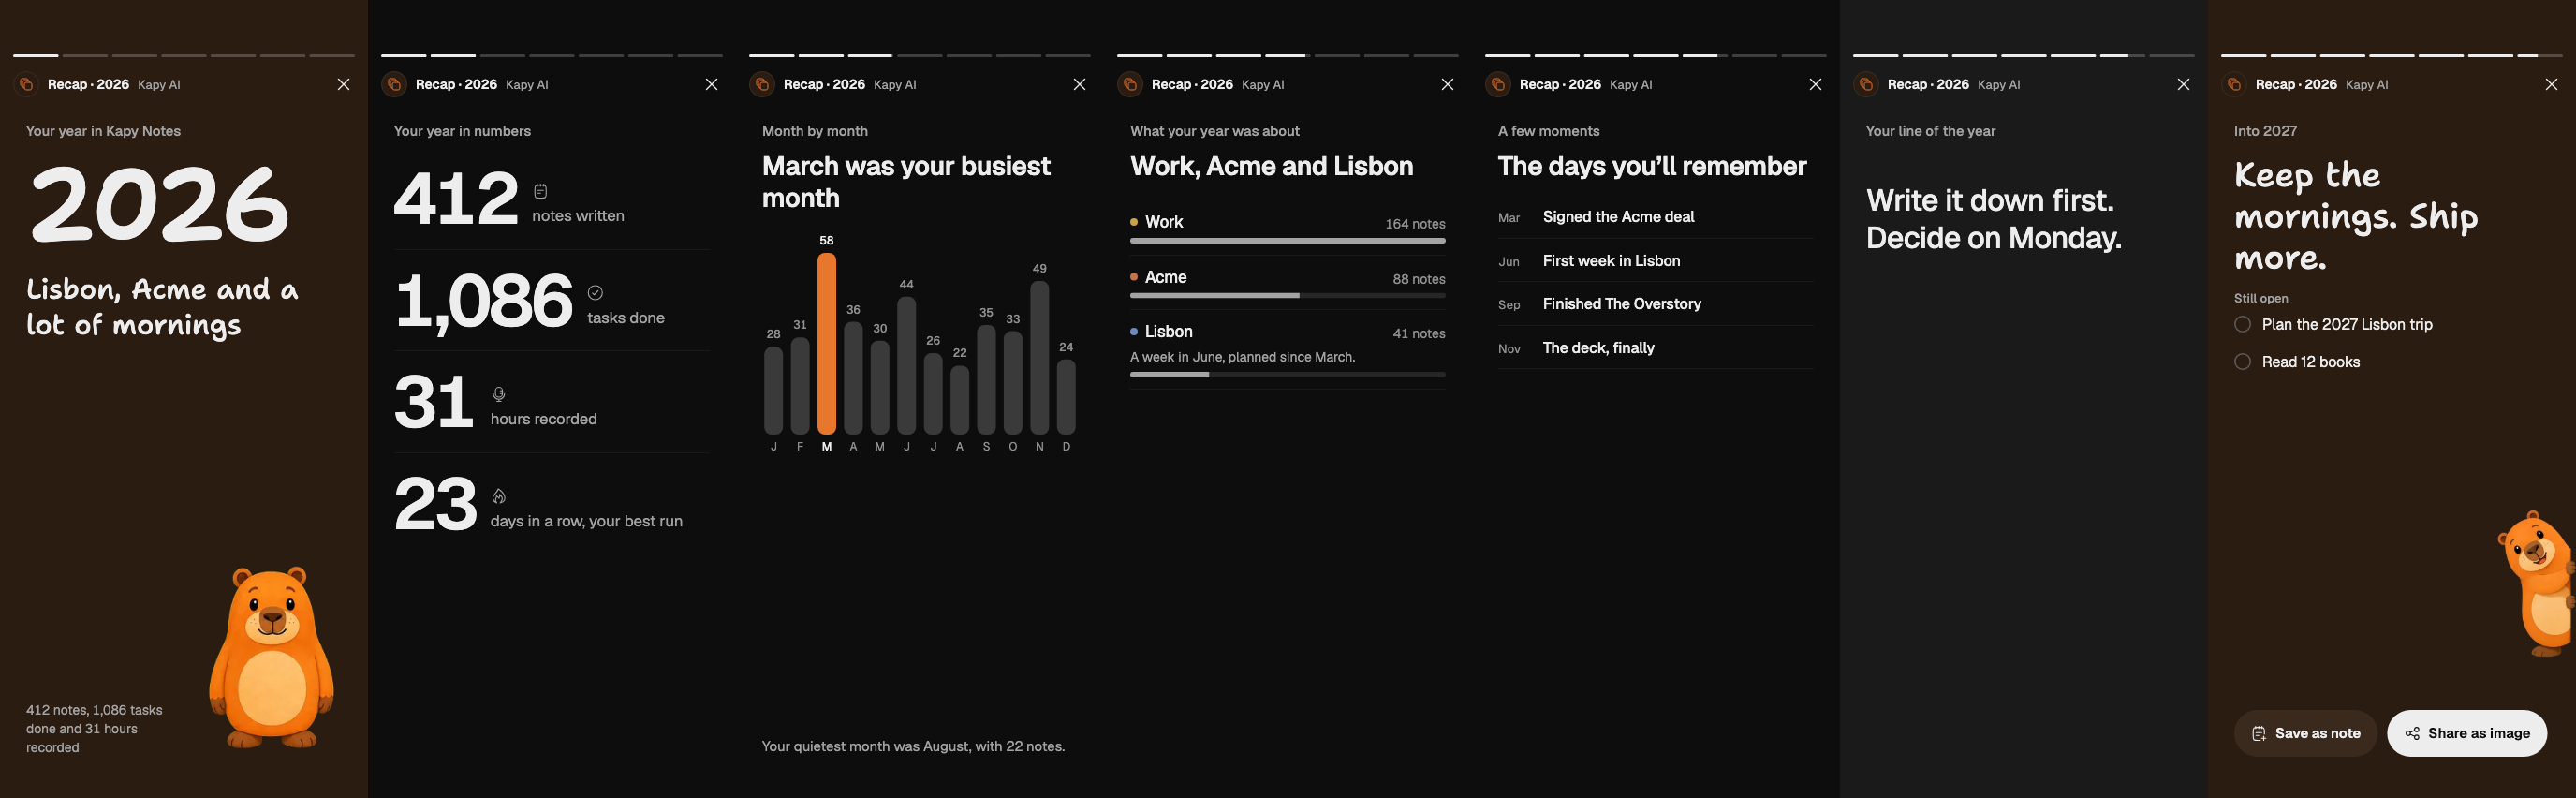 Recap · 2026 Kapy AI
Your year in Kapy Notes
2026
Lisbon, Acme and a
lot of mornings
412 notes, 1,086 tasks
done and 31 hours
recorded
Recap · 2026 Kapy AI
Your year in numbers
412
notes written
1,086
tasks done
31
hours recorded
23
days in a row, your best run
Recap · 2026 Kapy AI
Month by month
March was your busiest
month
28 31 58 36 30 44 26 22 35 33 49 24
J F M A M J J A S O N D
Your quietest month was August, with 22 notes.
Recap · 2026 Kapy AI
What your year was about
Work, Acme and Lisbon
Work 164 notes
Acme 88 notes
Lisbon 41 notes
A week in June, planned since March.
Recap · 2026 Kapy AI
A few moments
The days you’ll remember
Mar Signed the Acme deal
Jun First week in Lisbon
Sep Finished The Overstory
Nov The deck, finally
Recap · 2026 Kapy AI
Your line of the year
Write it down first.
Decide on Monday.
Recap · 2026 Kapy AI
Into 2027
Keep the
mornings. Ship
more.
Still open
Plan the 2027 Lisbon trip
Read 12 books
Save as note
Share as image